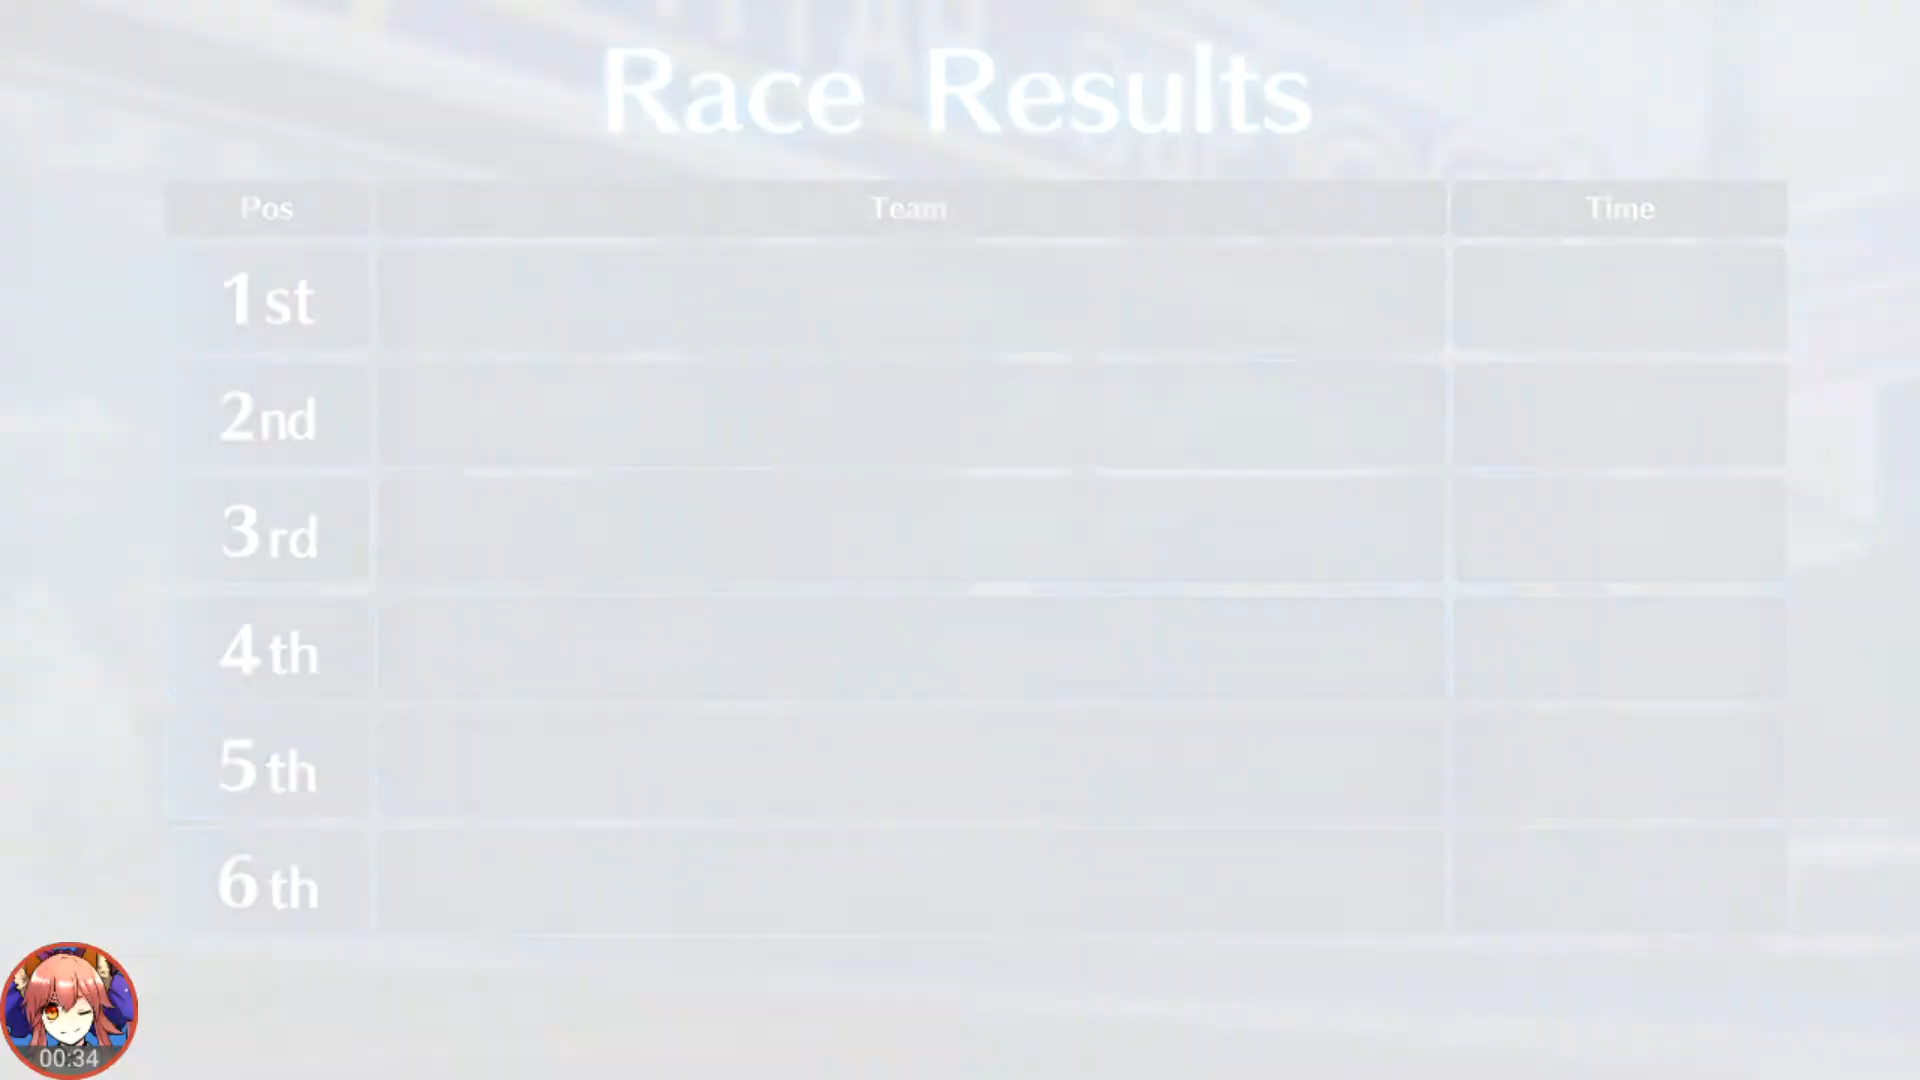 Race Results
Pos Team Time
1st
2nd
3rd
4th
5th
6th
00:34